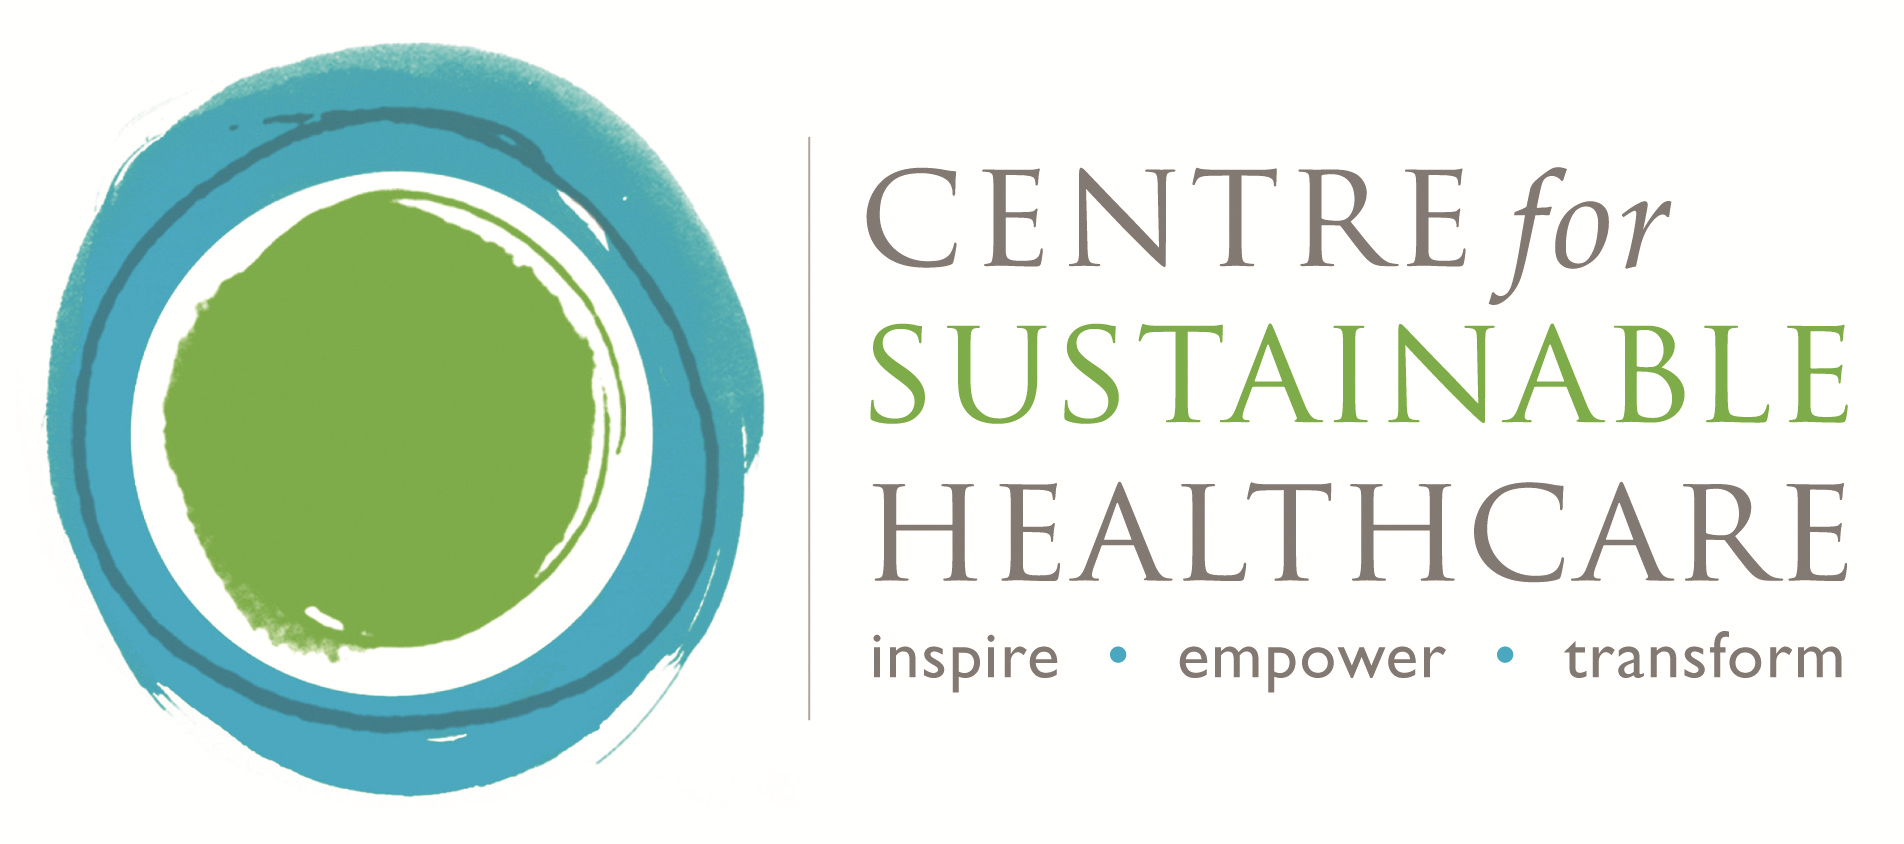 CENTRE for
SUSTAINABLE
HEALTHCARE
inspire • empower • transform